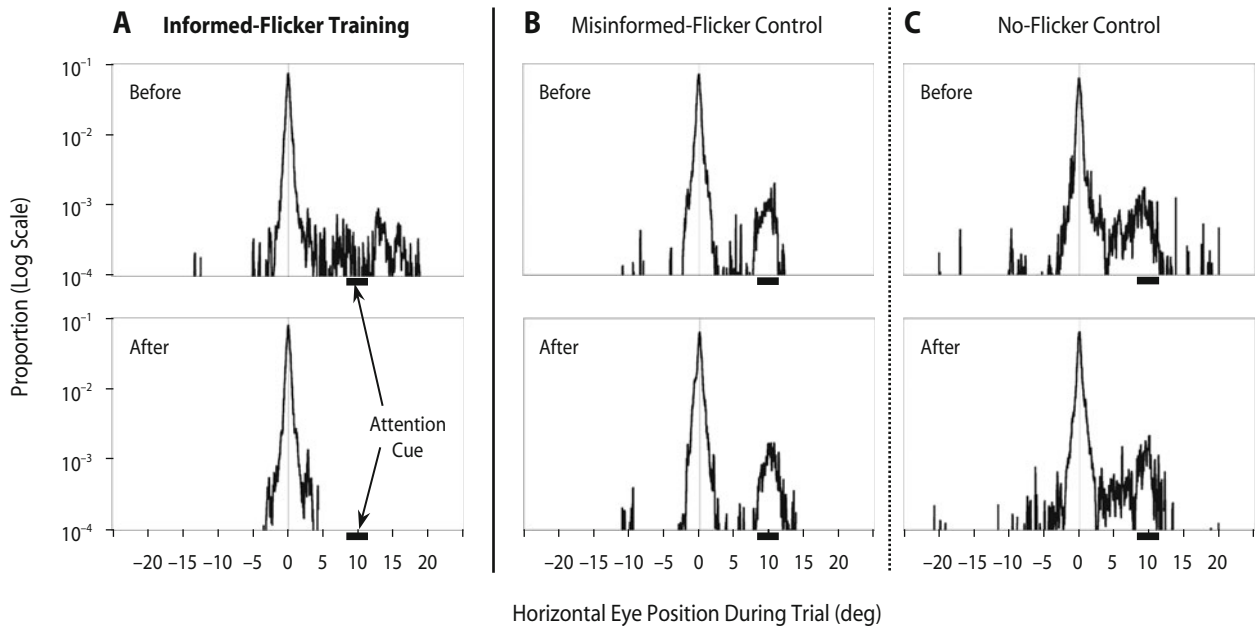 A Informed-Flicker Training
B Misinformed-Flicker Control
C No-Flicker Control
Proportion (Log Scale)
10⁻¹
10⁻²
10⁻³
10⁻⁴
Before
Before
Before
10⁻¹
10⁻²
10⁻³
10⁻⁴
After
After
After
Attention
Cue
–20 –15 –10 –5 0 5 10 15 20
–20 –15 –10 –5 0 5 10 15 20
–20 –15 –10 –5 0 5 10 15 20
Horizontal Eye Position During Trial (deg)